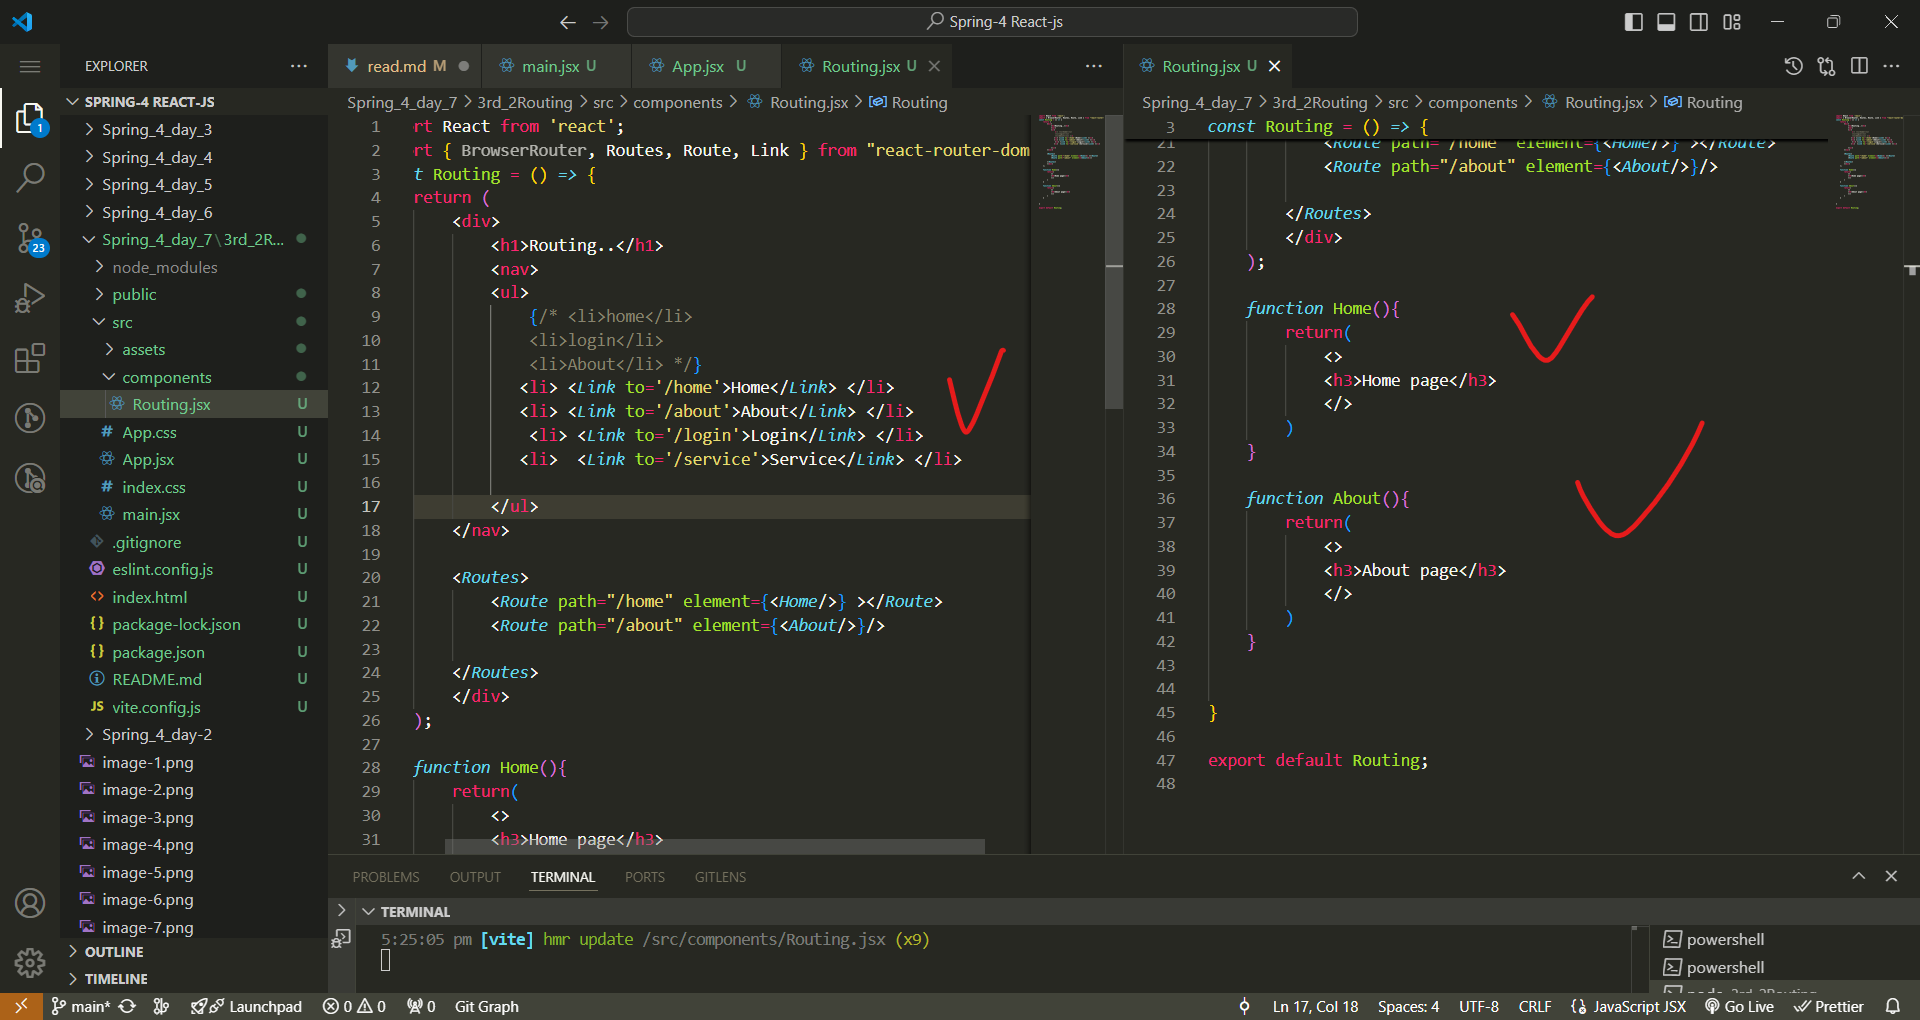 Spring-4 React-js
EXPLORER
SPRING-4 REACT-JS
Spring_4_day_3
Spring_4_day_4
Spring_4_day_5
Spring_4_day_6
Spring_4_day_7\3rd_2R...
node_modules
public
src
assets
components
Routing.jsx U
App.css U
App.jsx U
index.css U
main.jsx U
.gitignore U
eslint.config.js U
index.html U
package-lock.json U
package.json U
README.md U
vite.config.js U
Spring_4_day-2
image-1.png
image-2.png
image-3.png
image-4.png
image-5.png
image-6.png
image-7.png
OUTLINE
TIMELINE
1
23
read.md M
main.jsx U
App.jsx U
Routing.jsx U
Spring_4_day_7 > 3rd_2Routing > src > components > Routing.jsx > Routing
1 rt React from 'react';
2 rt { BrowserRouter, Routes, Route, Link } from "react-router-dom
3 t Routing = () => {
4 return (
5 <div>
6 <h1>Routing..</h1>
7 <nav>
8 <ul>
9 {/* <li>home</li>
10 <li>login</li>
11 <li>About</li> */}
12 <li> <Link to='/home'>Home</Link> </li>
13 <li> <Link to='/about'>About</Link> </li>
14 <li> <Link to='/login'>Login</Link> </li>
15 <li>  <Link to='/service'>Service</Link> </li>
16
17 </ul>
18 </nav>
19
20 <Routes>
21 <Route path="/home" element={<Home/>} ></Route>
22 <Route path="/about" element={<About/>}/>
23
24 </Routes>
25 </div>
26 );
27
28 function Home(){
29 return(
30 <>
31 <h3>Home page</h3>
Routing.jsx U
Spring_4_day_7 > 3rd_2Routing > src > components > Routing.jsx > Routing
3 const Routing = () => {
21 <Route path="/home" element={<Home/>} ></Route>
22 <Route path="/about" element={<About/>}/>
23
24 </Routes>
25 </div>
26 );
27
28 function Home(){
29 return(
30 <>
31 <h3>Home page</h3>
32 </>
33 )
34 }
35
36 function About(){
37 return(
38 <>
39 <h3>About page</h3>
40 </>
41 )
42 }
43
44
45 }
46
47 export default Routing;
48
PROBLEMS OUTPUT TERMINAL PORTS GITLENS
TERMINAL
5:25:05 pm [vite] hmr update /src/components/Routing.jsx (x9)
powershell
powershell
node 3rd_2Routing
main* Launchpad 0 0 0 Git Graph Ln 17, Col 18 Spaces: 4 UTF-8 CRLF JavaScript JSX Go Live Prettier